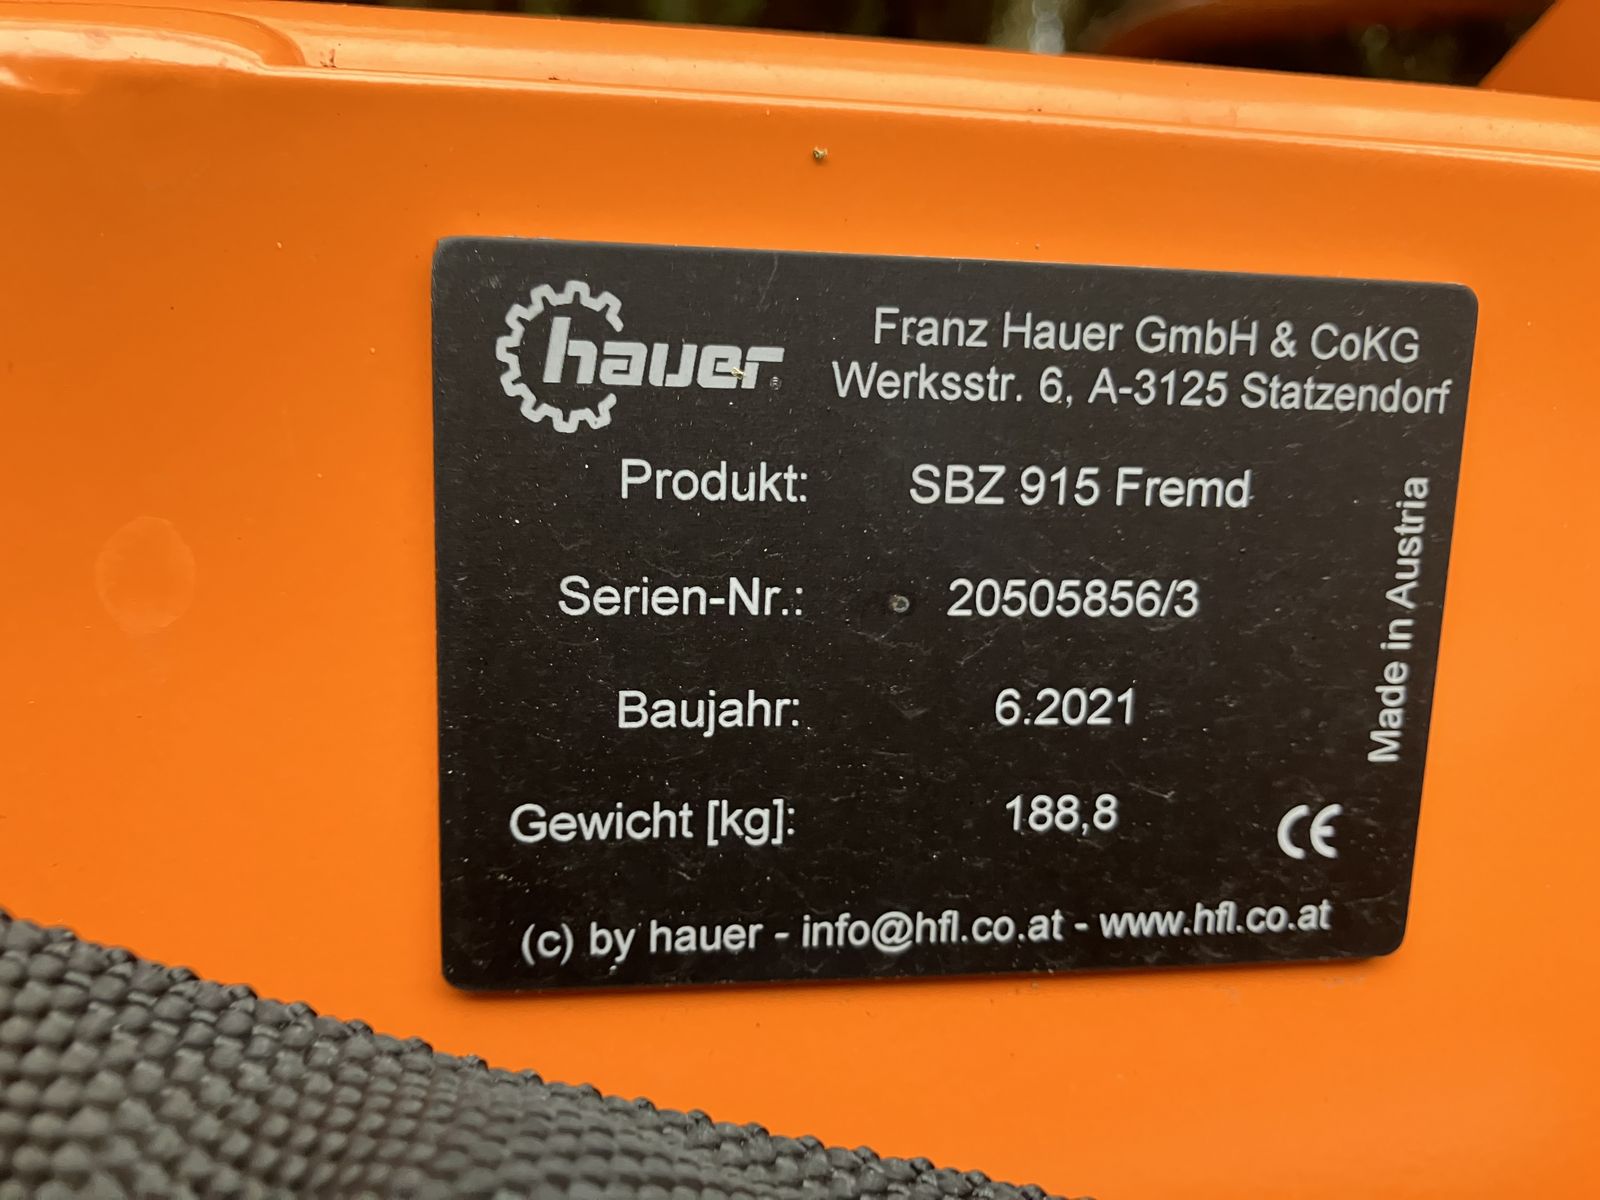 hauer
Franz Hauer GmbH & CoKG
Werksstr. 6, A-3125 Statzendorf
Produkt: SBZ 915 Fremd
Serien-Nr.: 20505856/3
Baujahr: 6.2021
Gewicht [kg]: 188,8
CE
Made in Austria
(c) by hauer - info@hfl.co.at - www.hfl.co.at